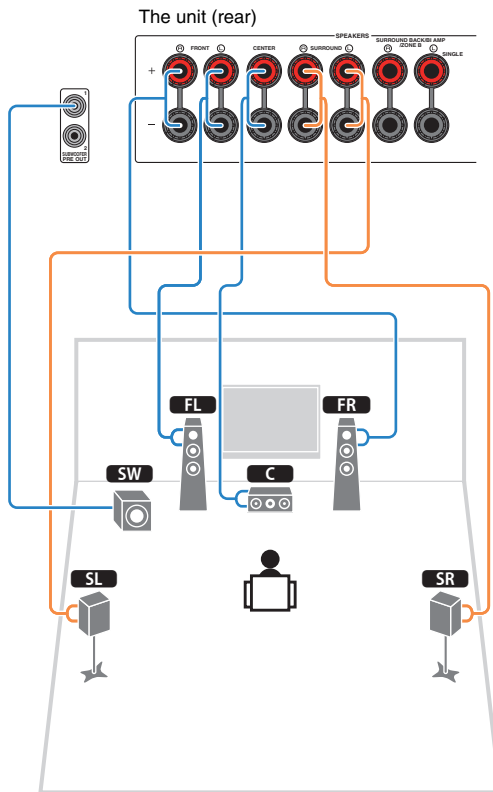 The unit (rear)
SPEAKERS
SURROUND BACK/BI AMP
/ZONE B
R FRONT L CENTER R SURROUND L R L SINGLE
+
−
1
2
SUBWOOFER
PRE OUT
FL FR
SW C
SL SR